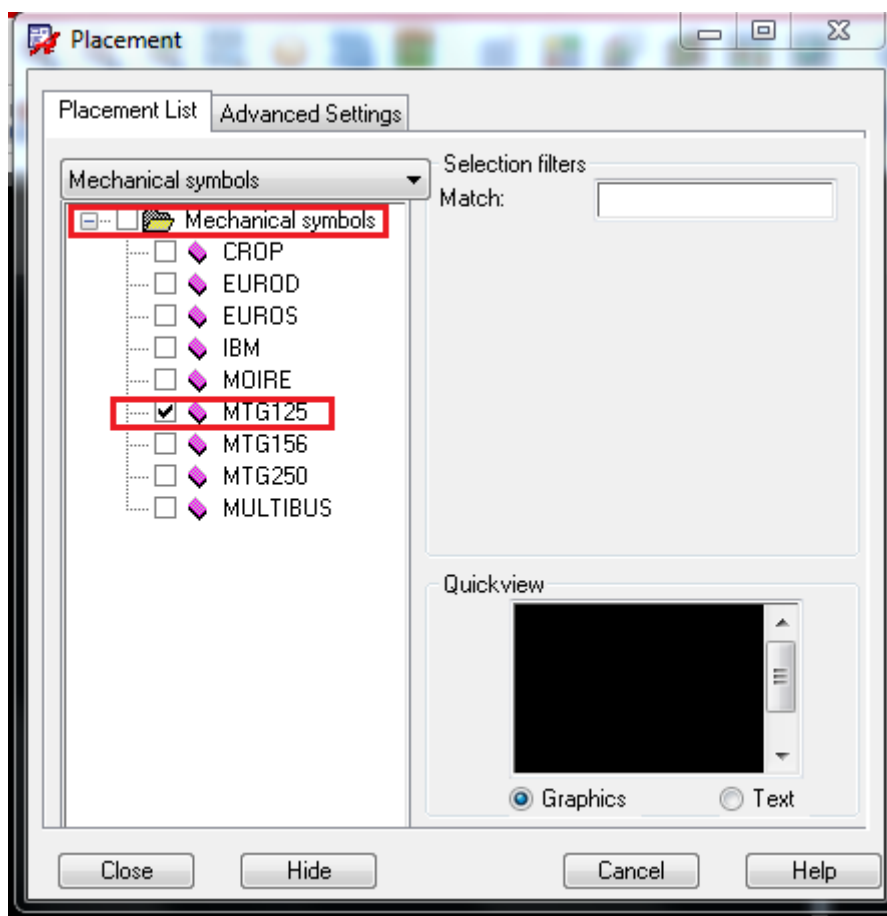 Placement
Placement List
Advanced Settings
Mechanical symbols
Mechanical symbols
CROP
EUROD
EUROS
IBM
MOIRE
MTG125
MTG156
MTG250
MULTIBUS
Selection filters
Match:
Quickview
Graphics
Text
Close
Hide
Cancel
Help